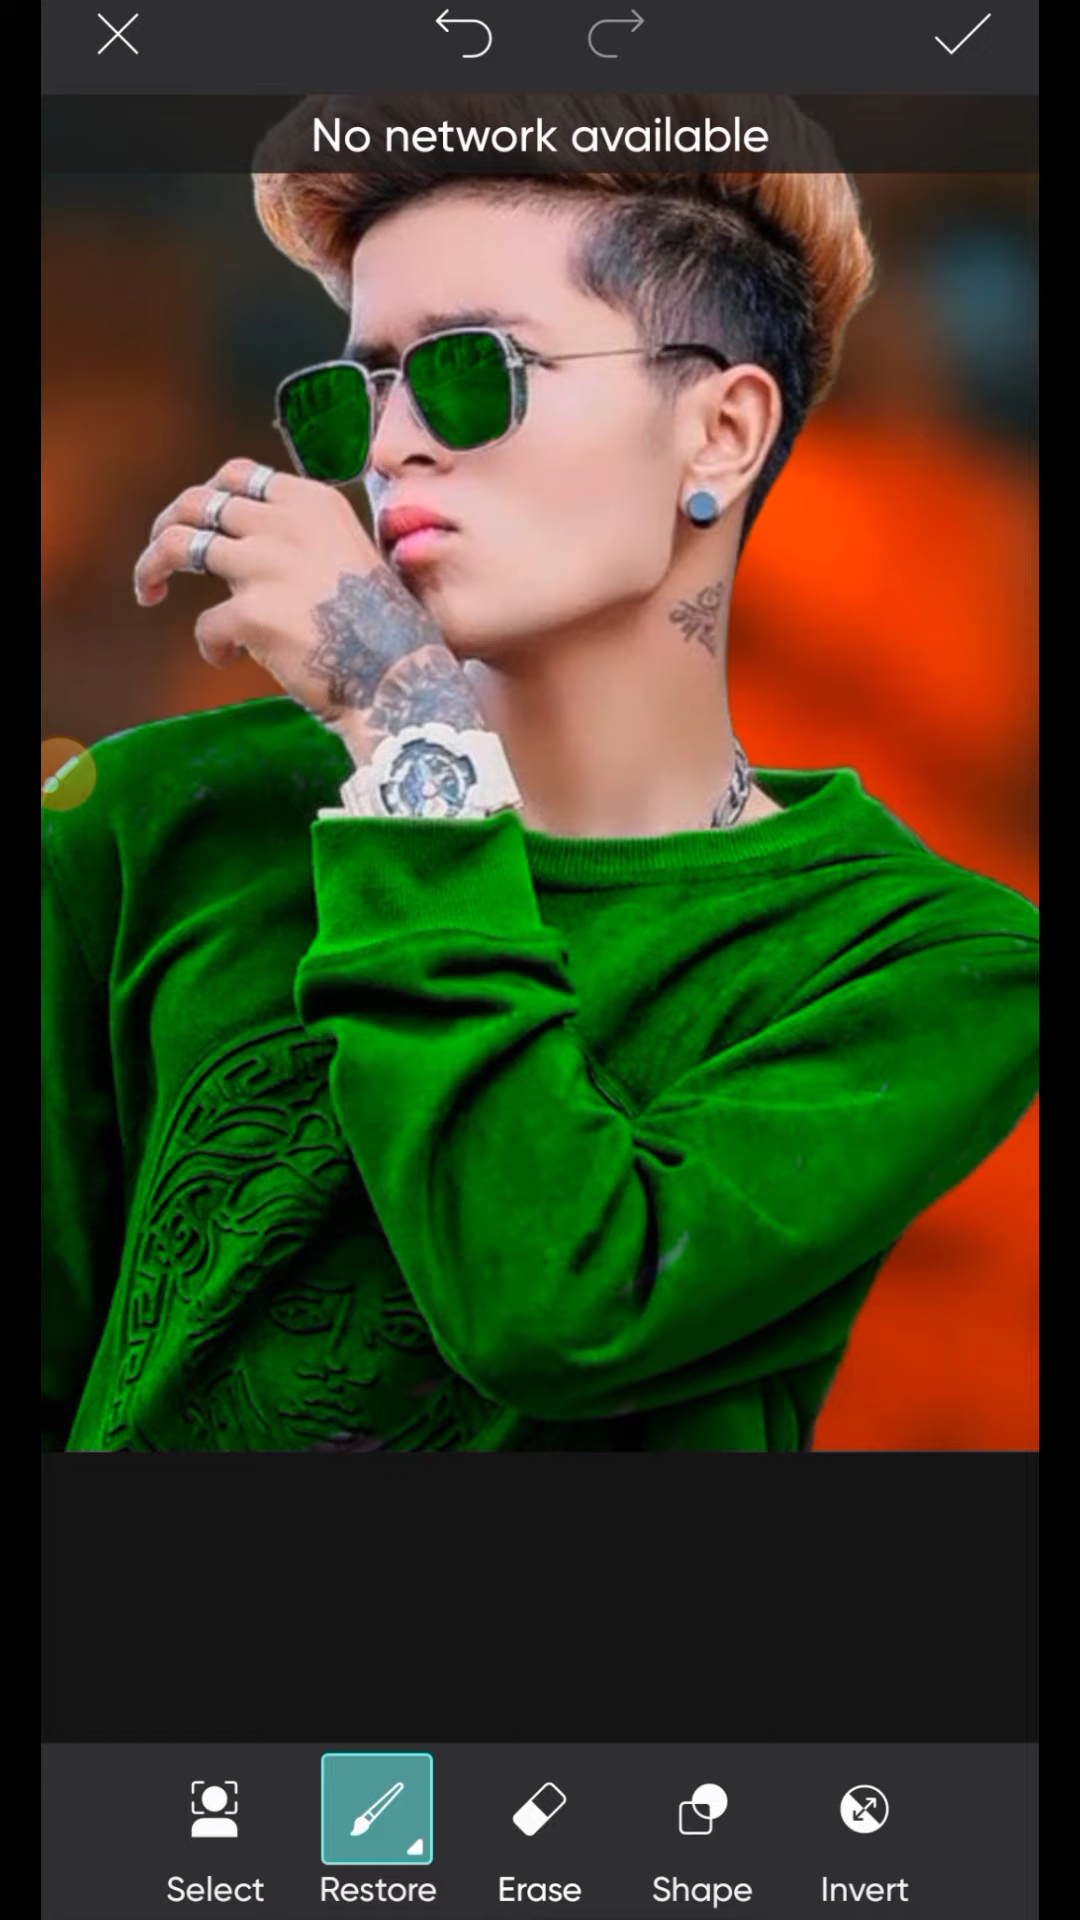 No network available
Select
Restore
Erase
Shape
Invert